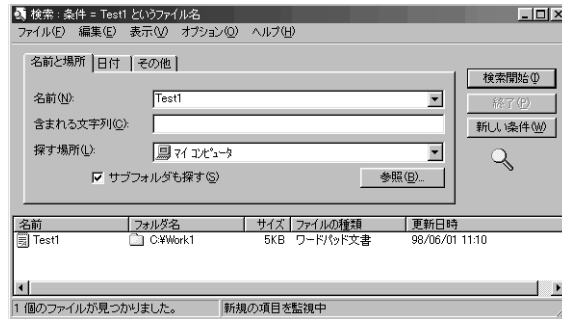 検索 : 条件 = Test1 というファイル名
ファイル(F) 編集(E) 表示(V) オプション(O) ヘルプ(H)
名前と場所 日付 その他
検索開始(I)
名前(N): Test1
終了(P)
含まれる文字列(C):
新しい条件(W)
探す場所(L): マイ コンピュータ
サブフォルダも探す(S) 参照(B)...
名前 フォルダ名 サイズ ファイルの種類 更新日時
Test1 C:¥Work1 5KB ワードパッド文書 98/06/01 11:10
1 個のファイルが見つかりました。 新規の項目を監視中